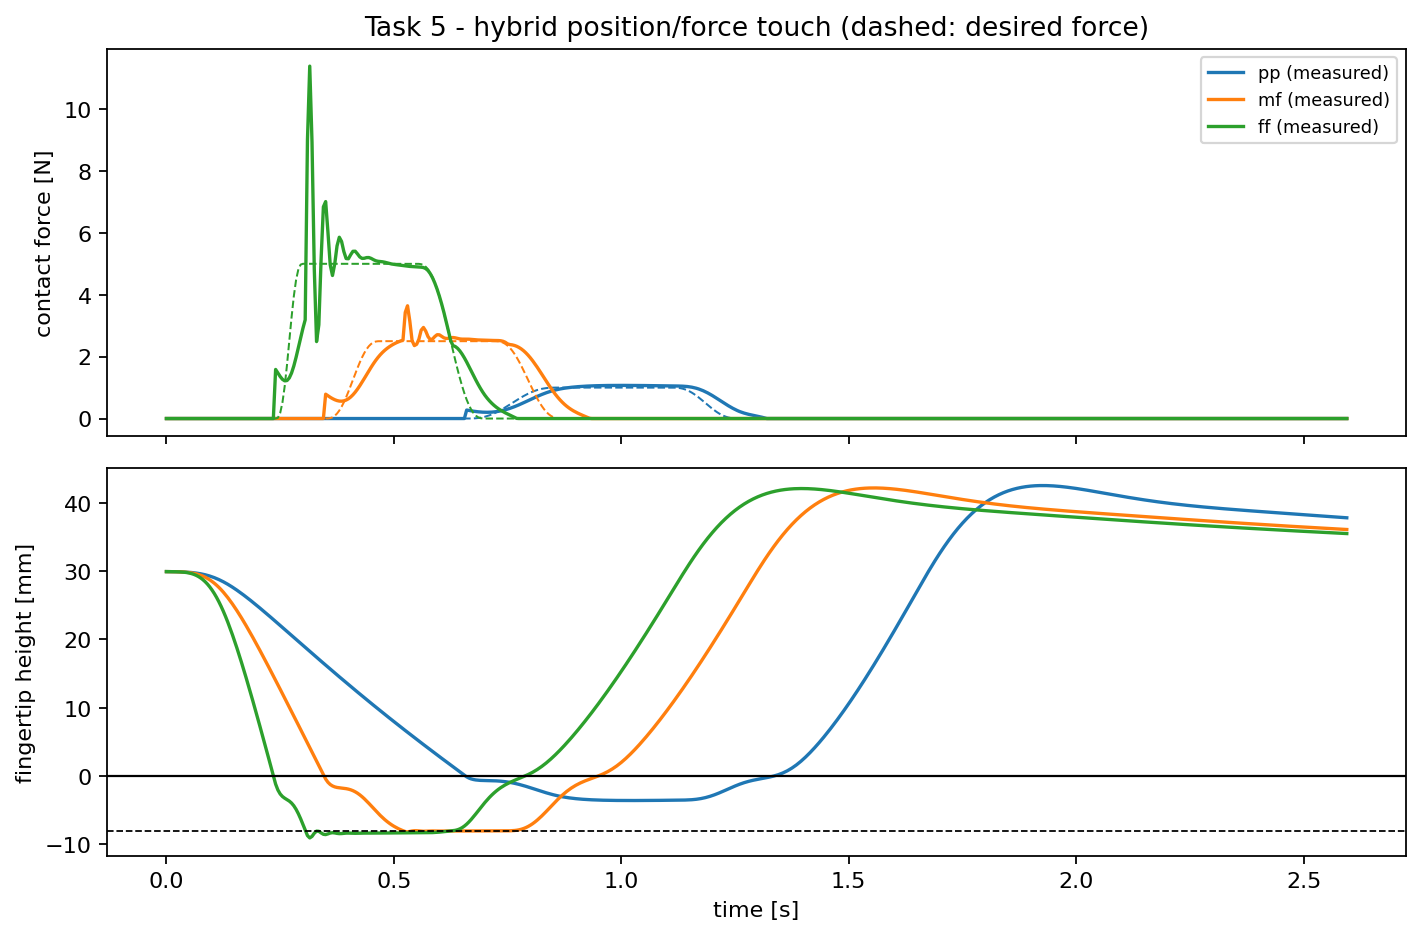 Task 5 - hybrid position/force touch (dashed: desired force)
pp (measured)
mf (measured)
ff (measured)
contact force [N]
10
8
6
4
2
0
fingertip height [mm]
40
30
20
10
0
−10
0.0 0.5 1.0 1.5 2.0 2.5
time [s]